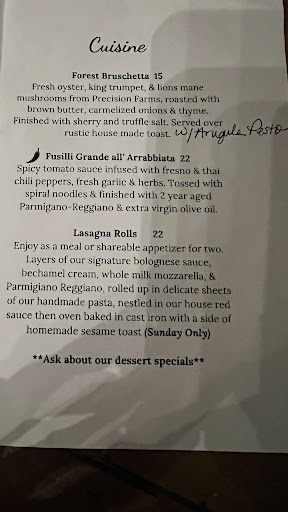 Cuisine
Forest Bruschetta 15
Fresh oyster, king trumpet, & lions mane
mushrooms from Precision Farms, roasted with
brown butter, carmelized onions & thyme.
Finished with sherry and truffle salt. Served over
rustic house made toast. w/ Arugula Pesto
Fusilli Grande all' Arrabbiata 22
Spicy tomato sauce infused with fresno & thai
chili peppers, fresh garlic & herbs. Tossed with
spiral noodles & finished with 2 year aged
Parmigano-Reggiano & extra virgin olive oil.
Lasagna Rolls 22
Enjoy as a meal or shareable appetizer for two.
Layers of our signature bolognese sauce,
bechamel cream, whole milk mozzarella, &
Parmigiano Reggiano, rolled up in delicate sheets
of our handmade pasta, nestled in our house red
sauce then oven baked in cast iron with a side of
homemade sesame toast (Sunday Only)
**Ask about our dessert specials**